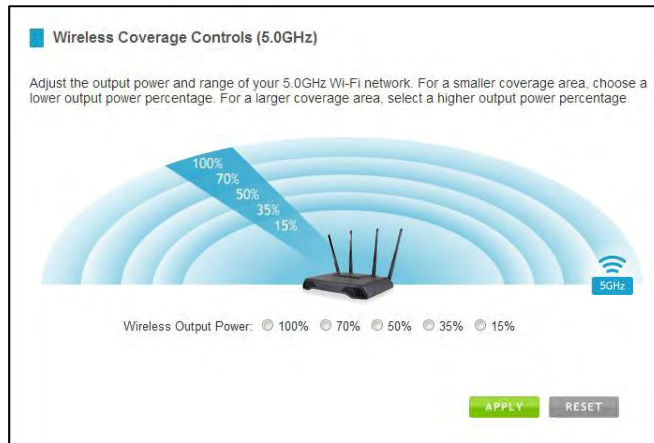 Wireless Coverage Controls (5.0GHz)
Adjust the output power and range of your 5.0GHz Wi-Fi network. For a smaller coverage area, choose a
lower output power percentage. For a larger coverage area, select a higher output power percentage.
100%
70%
50%
35%
15%
5GHz
Wireless Output Power: 100% 70% 50% 35% 15%
APPLY RESET